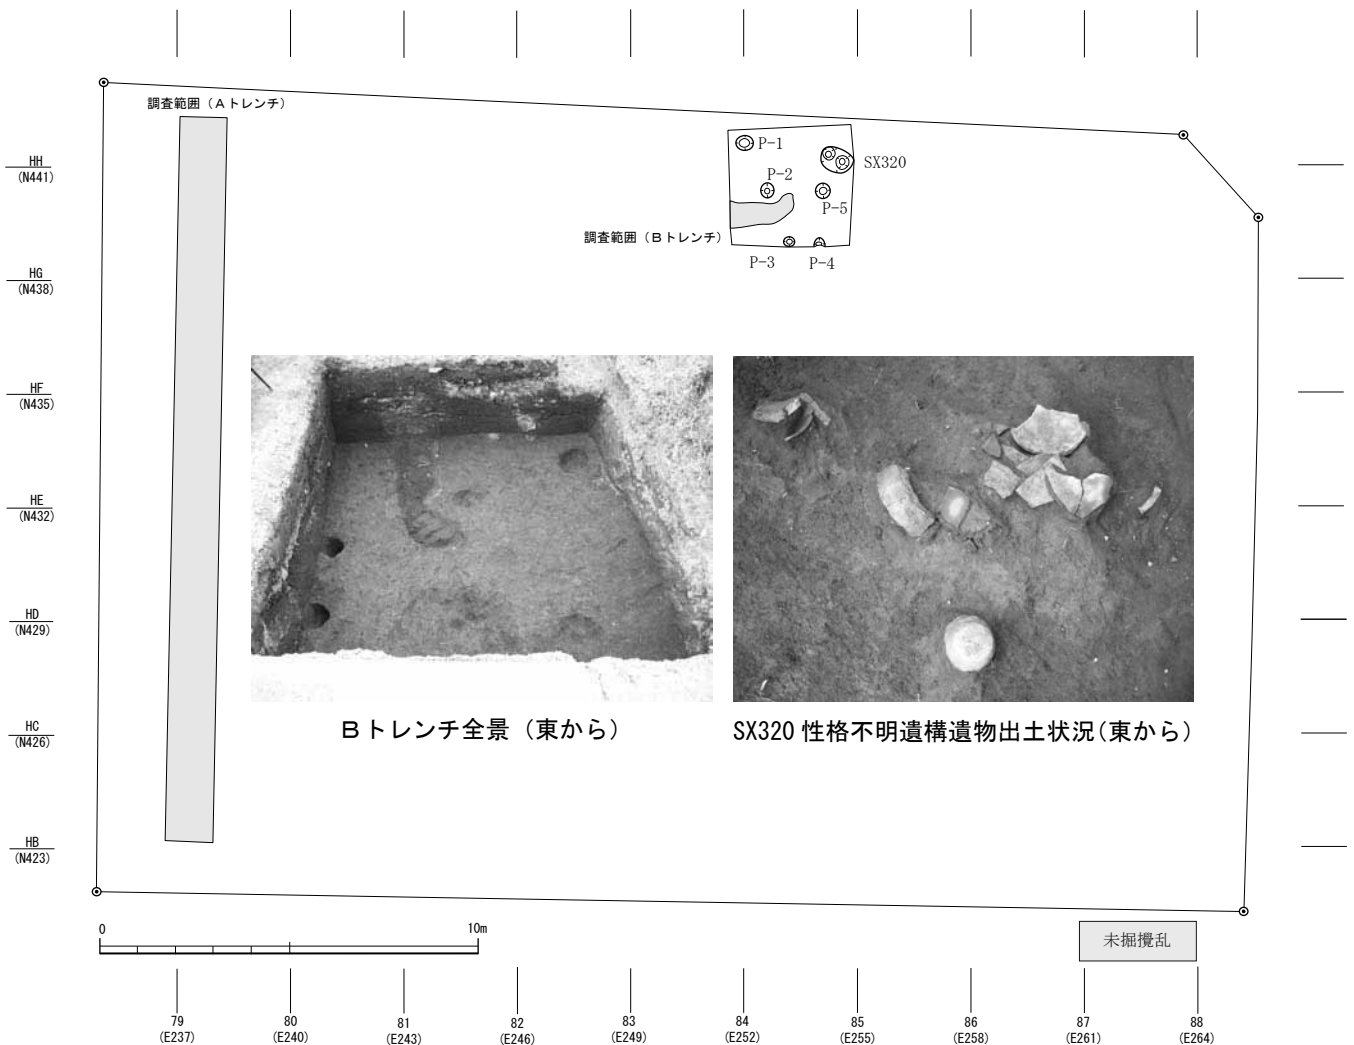 調査範囲（Ａトレンチ）
HH
(N441)
P-1
SX320
P-2
P-5
調査範囲（Ｂトレンチ）
P-3
P-4
HG
(N438)
HF
(N435)
HE
(N432)
HD
(N429)
HC
(N426)
HB
(N423)
Ｂトレンチ全景（東から）
SX320 性格不明遺構遺物出土状況（東から）
0
10m
未掘攪乱
79
(E237)
80
(E240)
81
(E243)
82
(E246)
83
(E249)
84
(E252)
85
(E255)
86
(E258)
87
(E261)
88
(E264)